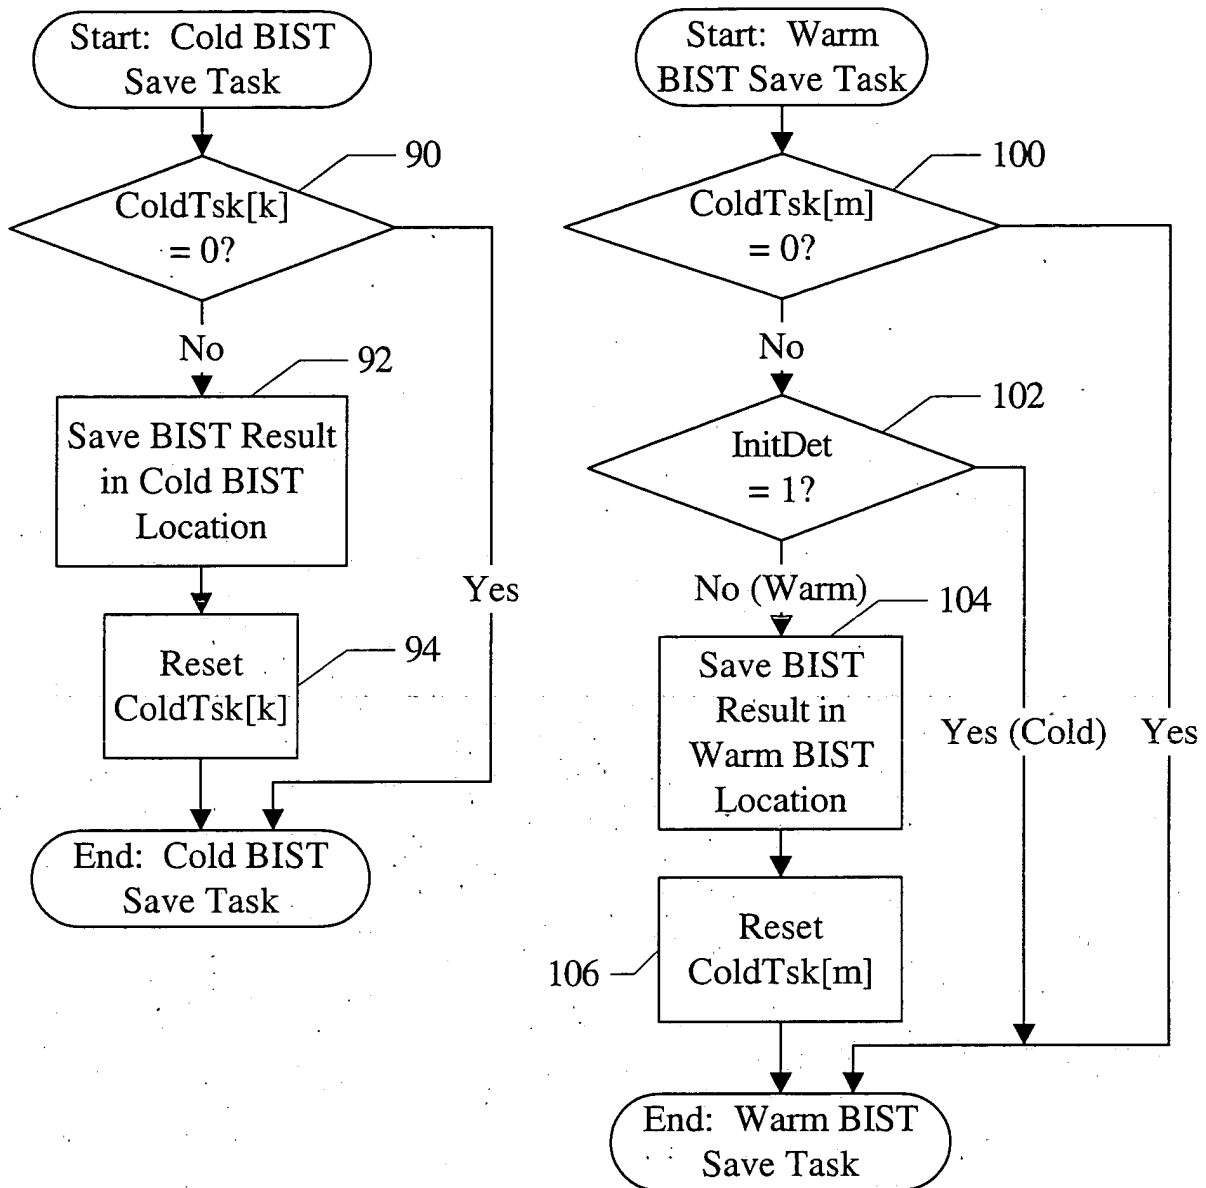 Start: Cold BIST
Save Task
90
ColdTsk[k]
= 0?
No
92
Save BIST Result
in Cold BIST
Location
Yes
94
Reset
ColdTsk[k]
End: Cold BIST
Save Task
Start: Warm
BIST Save Task
100
ColdTsk[m]
= 0?
No
102
InitDet
= 1?
No (Warm)
104
Save BIST
Result in
Warm BIST
Location
Yes (Cold)
Yes
Reset
ColdTsk[m]
106
End: Warm BIST
Save Task